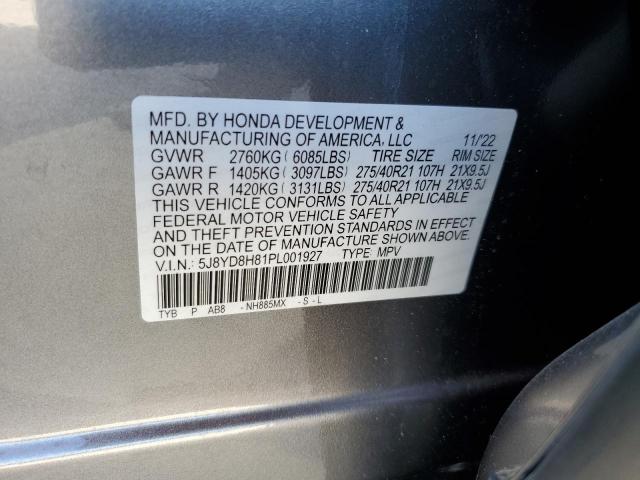 MFD. BY HONDA DEVELOPMENT &
MANUFACTURING OF AMERICA, LLC 11/'22
GVWR 2760KG ( 6085LBS) TIRE SIZE RIM SIZE
GAWR F 1405KG ( 3097LBS) 275/40R21 107H 21X9.5J
GAWR R 1420KG ( 3131LBS) 275/40R21 107H 21X9.5J
THIS VEHICLE CONFORMS TO ALL APPLICABLE
FEDERAL MOTOR VEHICLE SAFETY
AND THEFT PREVENTION STANDARDS IN EFFECT
ON THE DATE OF MANUFACTURE SHOWN ABOVE.
V.I.N.: 5J8YD8H81PL001927 TYPE: MPV
TYB P AB8 -NH885MX -S-L